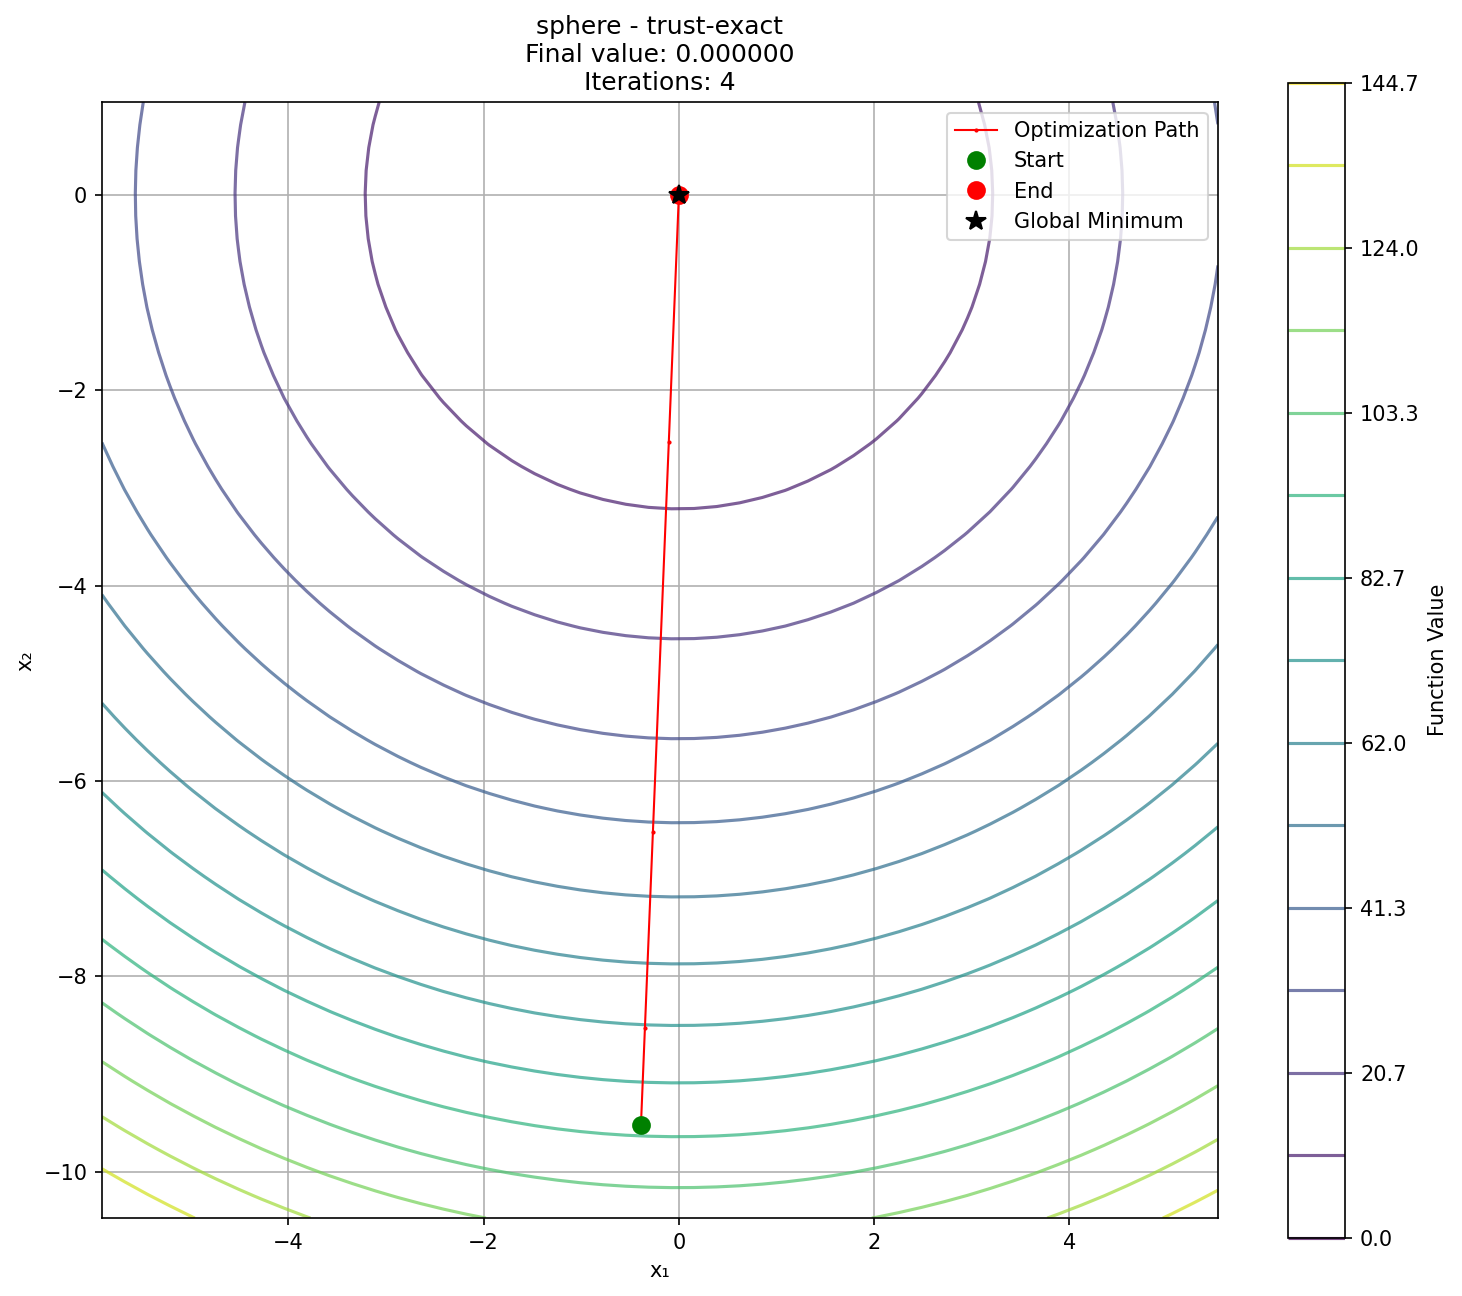 sphere - trust-exact
Final value: 0.000000
Iterations: 4
Optimization Path
Start
End
Global Minimum
0
−2
−4
−6
−8
−10
x₂
−4
−2
0
2
4
x₁
144.7
124.0
103.3
82.7
62.0
41.3
20.7
0.0
Function Value